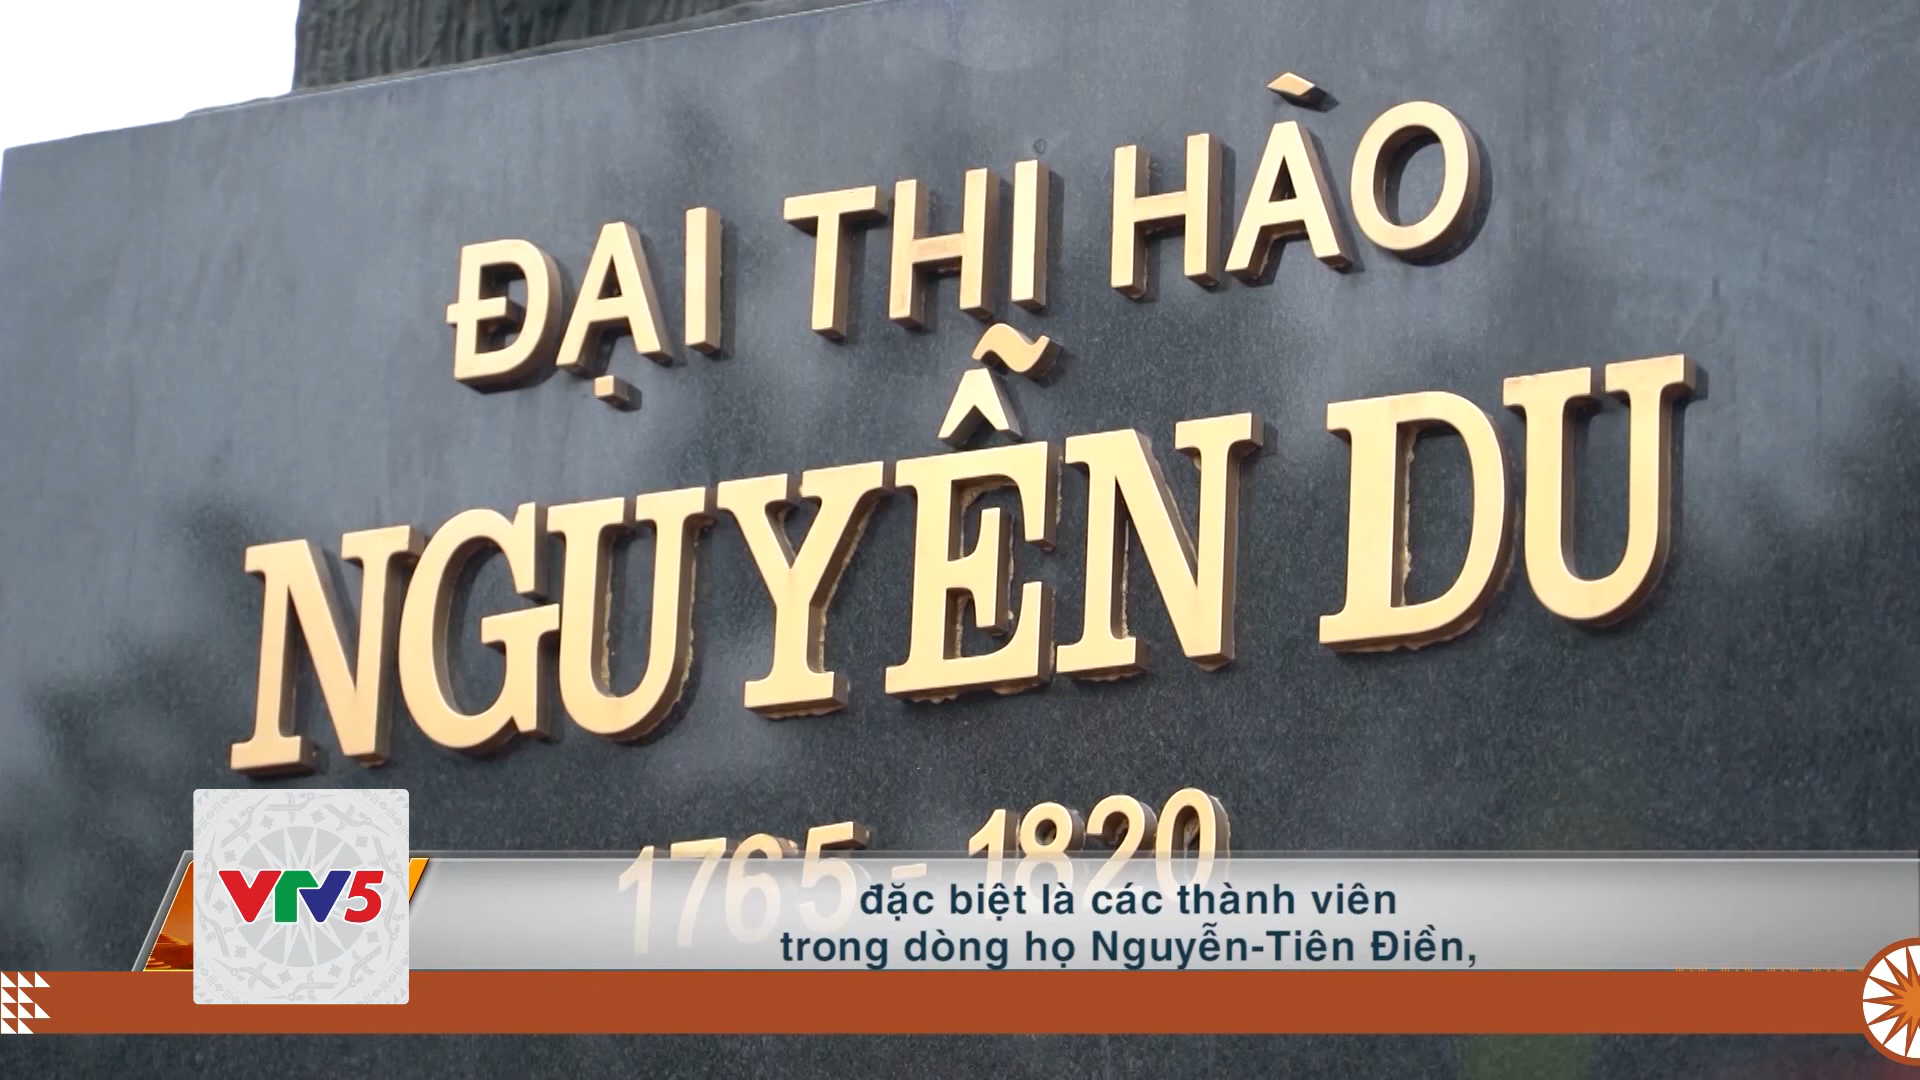 ĐẠI THI HÀO
NGUYỄN DU
1765 - 1820
VTV5
đặc biệt là các thành viên
trong dòng họ Nguyễn-Tiên Điền,